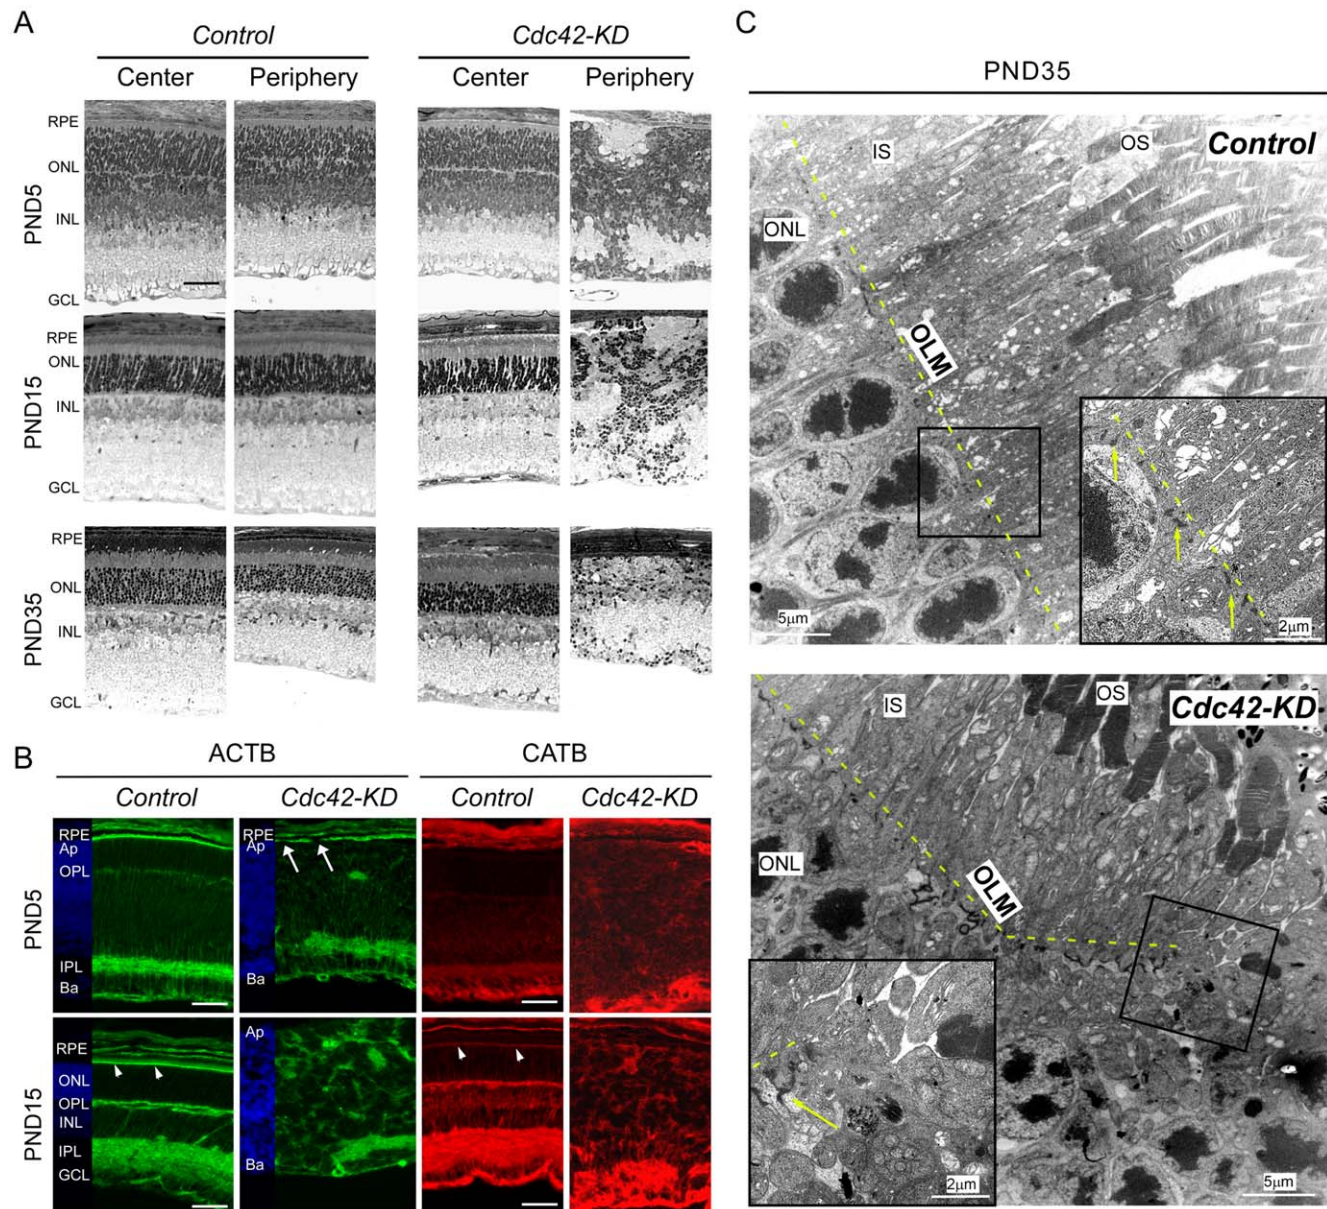 A
Control
Cdc42-KD
Center
Periphery
Center
Periphery
PND5
RPE
ONL
INL
GCL
PND15
RPE
ONL
INL
GCL
PND35
RPE
ONL
INL
GCL
B
ACTB
CATB
Control
Cdc42-KD
Control
Cdc42-KD
PND5
RPE
Ap
OPL
IPL
Ba
RPE
Ap
Ba
PND15
RPE
ONL
OPL
INL
IPL
GCL
Ap
Ba
C
PND35
IS
OS
Control
ONL
OLM
5µm
2µm
IS
OS
Cdc42-KD
ONL
OLM
2µm
5µm